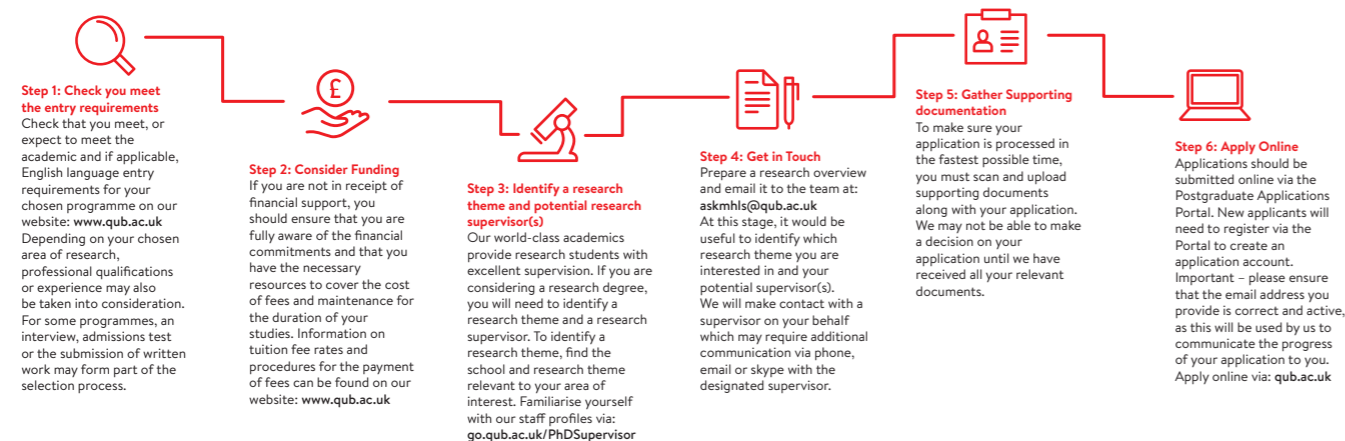 £
Step 1: Check you meet
the entry requirements
Check that you meet, or
expect to meet the
academic and if applicable,
English language entry
requirements for your
chosen programme on our
website: www.qub.ac.uk
Depending on your chosen
area of research,
professional qualifications
or experience may also
be taken into consideration.
For some programmes, an
interview, admissions test
or the submission of written
work may form part of the
selection process.
Step 2: Consider Funding
If you are not in receipt of
financial support, you
should ensure that you are
fully aware of the financial
commitments and that you
have the necessary
resources to cover the cost
of fees and maintenance for
the duration of your
studies. Information on
tuition fee rates and
procedures for the payment
of fees can be found on our
website: www.qub.ac.uk
Step 3: Identify a research
theme and potential research
supervisor(s)
Our world-class academics
provide research students with
excellent supervision. If you are
considering a research degree,
you will need to identify a
research theme and a research
supervisor. To identify a
research theme, find the
school and research theme
relevant to your area of
interest. Familiarise yourself
with our staff profiles via:
go.qub.ac.uk/PhDSupervisor
Step 4: Get in Touch
Prepare a research overview
and email it to the team at:
askmhls@qub.ac.uk
At this stage, it would be
useful to identify which
research theme you are
interested in and your
potential supervisor(s).
We will make contact with a
supervisor on your behalf
which may require additional
communication via phone,
email or skype with the
designated supervisor.
Step 5: Gather Supporting
documentation
To make sure your
application is processed in
the fastest possible time,
you must scan and upload
supporting documents
along with your application.
We may not be able to make
a decision on your
application until we have
received all your relevant
documents.
Step 6: Apply Online
Applications should be
submitted online via the
Postgraduate Applications
Portal. New applicants will
need to register via the
Portal to create an
application account.
Important – please ensure
that the email address you
provide is correct and active,
as this will be used by us to
communicate the progress
of your application to you.
Apply online via: qub.ac.uk